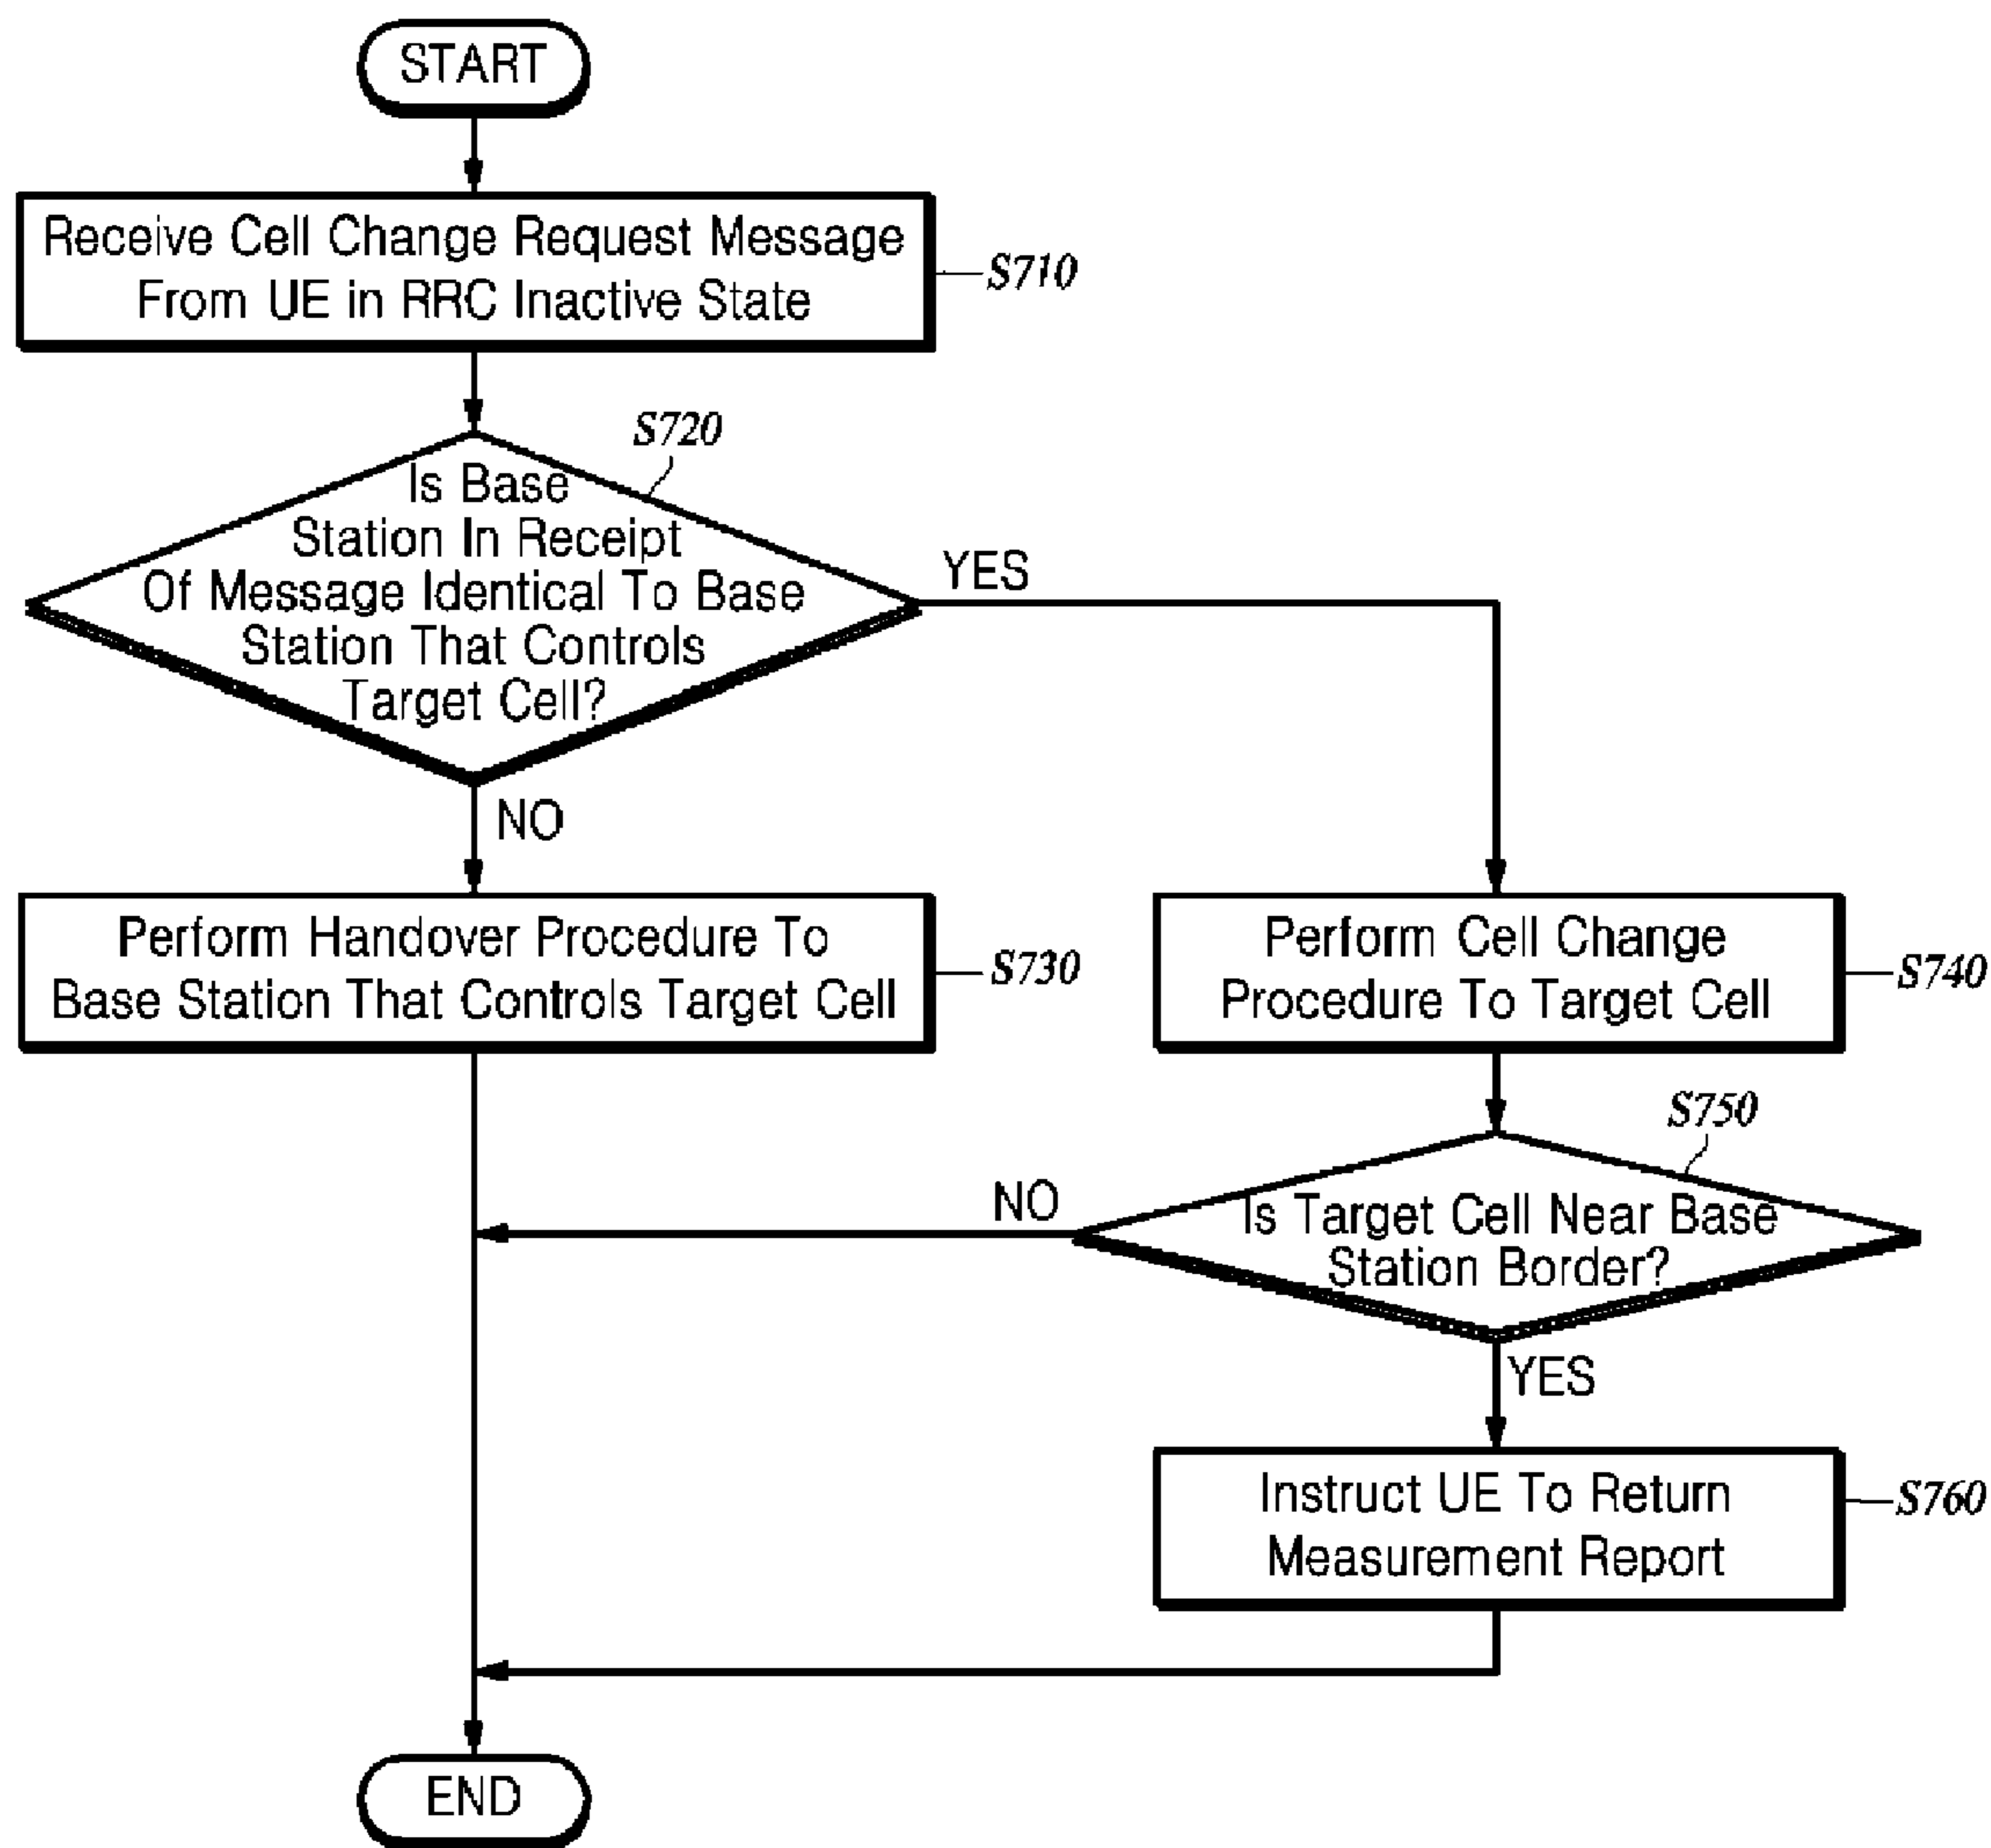 START
Receive Cell Change Request Message
From UE in RRC Inactive State
S710
S720
Is Base
Station In Receipt
Of Message Identical To Base
Station That Controls
Target Cell?
YES
NO
Perform Handover Procedure To
Base Station That Controls Target Cell
S730
Perform Cell Change
Procedure To Target Cell
S740
S750
Is Target Cell Near Base
Station Border?
NO
YES
Instruct UE To Return
Measurement Report
S760
END